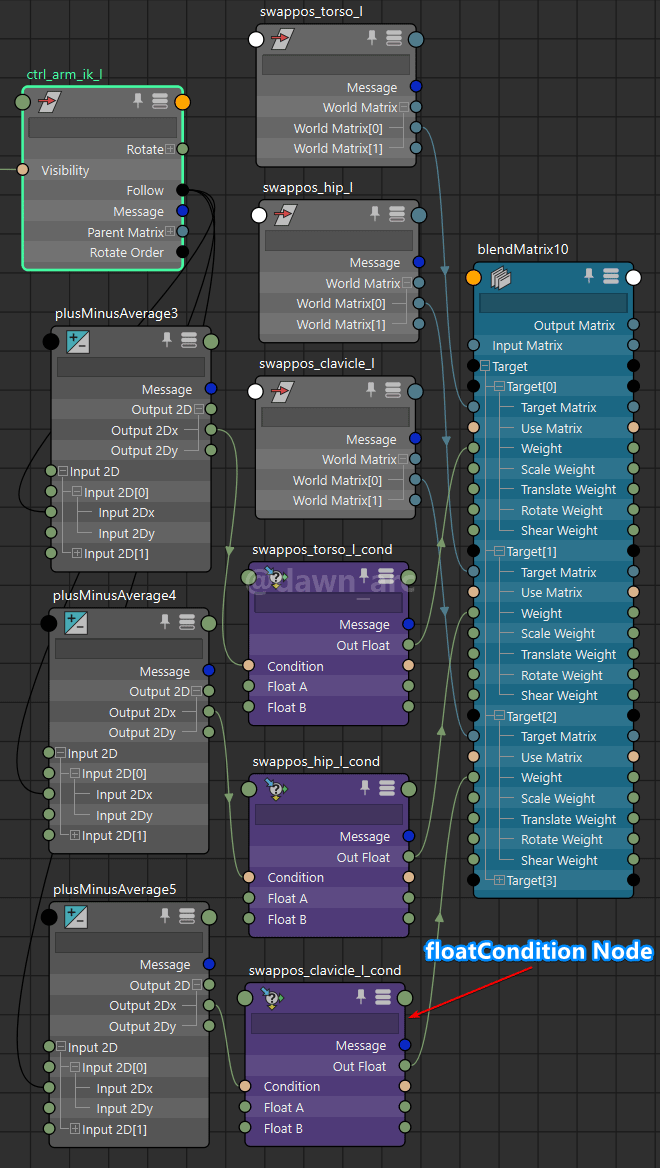 swappos_torso_l
Message
World Matrix
World Matrix[0]
World Matrix[1]
ctrl_arm_ik_l
Rotate
Visibility
Follow
Message
Parent Matrix
Rotate Order
swappos_hip_l
Message
World Matrix
World Matrix[0]
World Matrix[1]
swappos_clavicle_l
Message
World Matrix
World Matrix[0]
World Matrix[1]
plusMinusAverage3
Message
Output 2D
Output 2Dx
Output 2Dy
Input 2D
Input 2D[0]
Input 2Dx
Input 2Dy
Input 2D[1]
plusMinusAverage4
Message
Output 2D
Output 2Dx
Output 2Dy
Input 2D
Input 2D[0]
Input 2Dx
Input 2Dy
Input 2D[1]
plusMinusAverage5
Message
Output 2D
Output 2Dx
Output 2Dy
Input 2D
Input 2D[0]
Input 2Dx
Input 2Dy
Input 2D[1]
swappos_torso_l_cond
@dawn arc
Message
Out Float
Condition
Float A
Float B
swappos_hip_l_cond
Message
Out Float
Condition
Float A
Float B
swappos_clavicle_l_cond
Message
Out Float
Condition
Float A
Float B
blendMatrix10
Output Matrix
Input Matrix
Target
Target[0]
Target Matrix
Use Matrix
Weight
Scale Weight
Translate Weight
Rotate Weight
Shear Weight
Target[1]
Target Matrix
Use Matrix
Weight
Scale Weight
Translate Weight
Rotate Weight
Shear Weight
Target[2]
Target Matrix
Use Matrix
Weight
Scale Weight
Translate Weight
Rotate Weight
Shear Weight
Target[3]
floatCondition Node